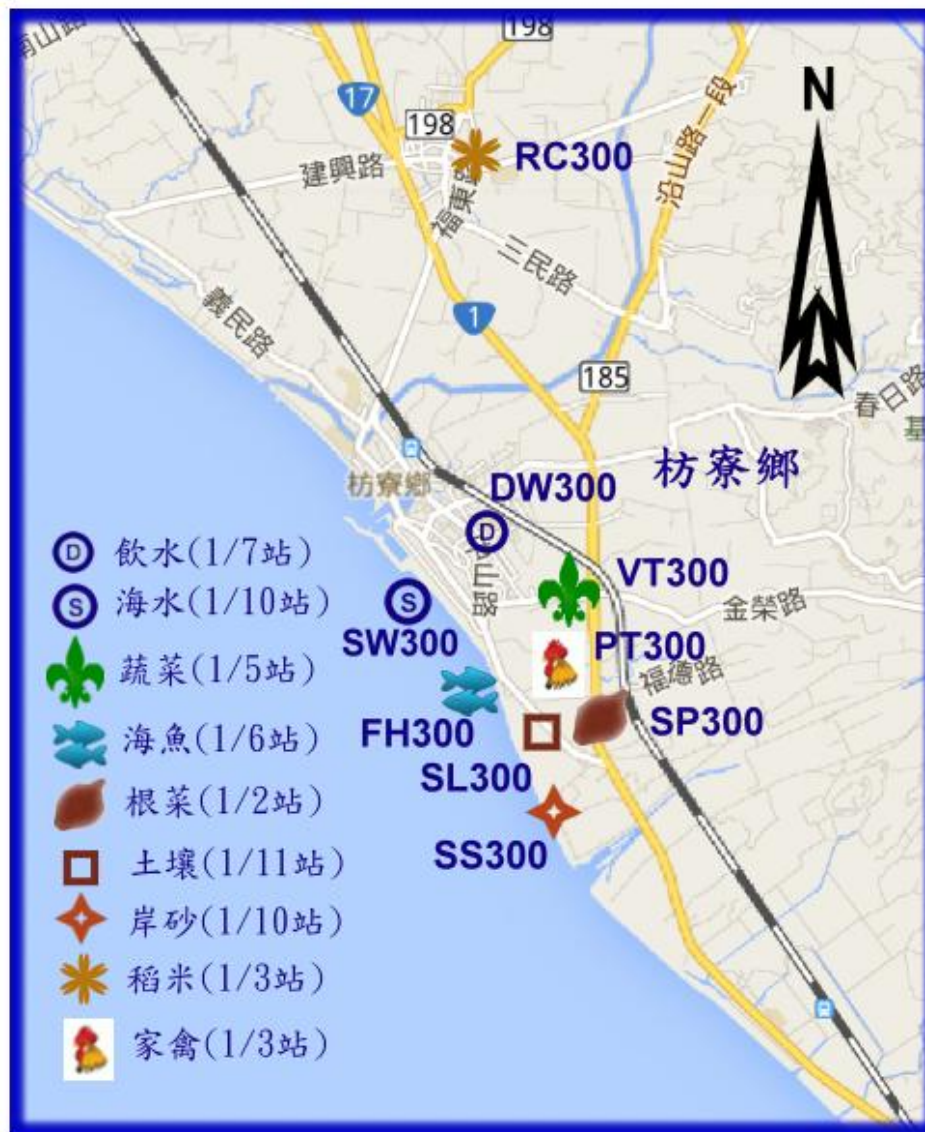 南山路
198
17
198
N
RC300
建興路
沿山路一段
福東路
三民路
義民路
1
185
春日路
基
枋寮鄉
枋寮鄉
DW300
D
VT300
金榮路
S
SW300
PT300
FH300
SP300
SL300
SS300
D 飲水(1/7站)
S 海水(1/10站)
蔬菜(1/5站)
海魚(1/6站)
根菜(1/2站)
土壤(1/11站)
岸砂(1/10站)
稻米(1/3站)
家禽(1/3站)